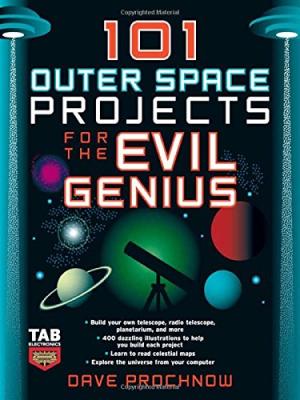 101
OUTER SPACE
PROJECTS
FOR THE
EVIL
GENIUS
• Build your own telescope, radio telescope,
planetarium, and more
• 400 dazzling illustrations to help
you build each project
• Learn to read celestial maps
• Explore the universe from your computer
TAB
ELECTRONICS
DAVE PROCHNOW